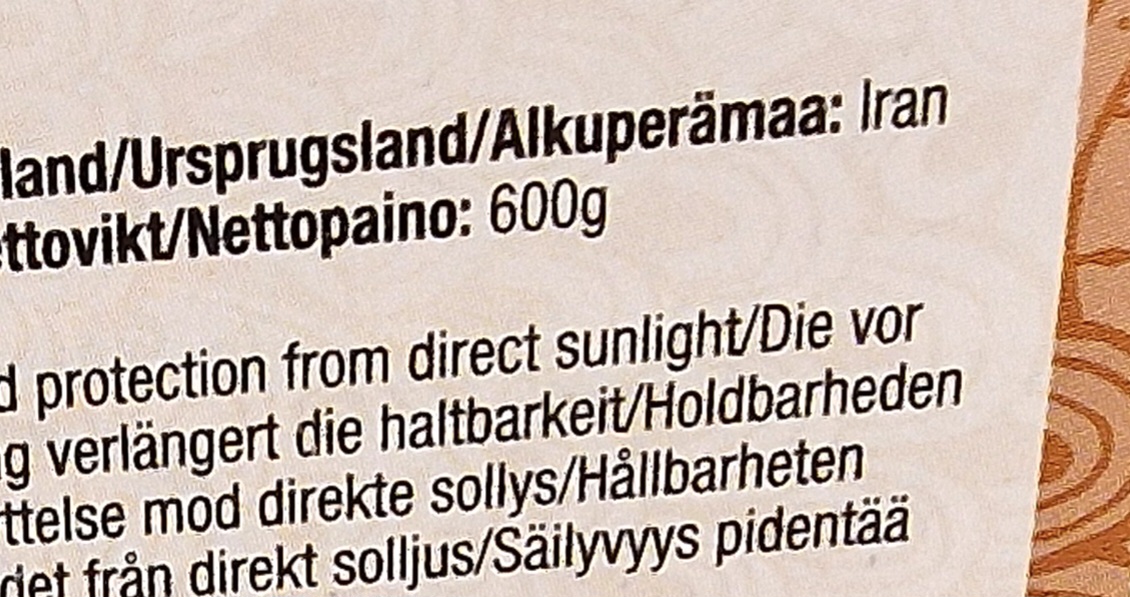 land/Ursprugsland/Alkuperämaa: Iran
ttovikt/Nettopaino: 600g
d protection from direct sunlight/Die vor
g verlängert die haltbarkeit/Holdbarheden
ttelse mod direkte sollys/Hållbarheten
det från direkt solljus/Säilyvyys pidentää